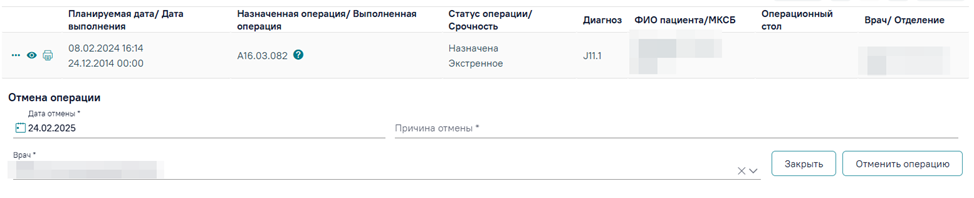 Планируемая дата/ Дата выполнения
Назначенная операция/ Выполненная операция
Статус операции/ Срочность
Диагноз
ФИО пациента/МКСБ
Операционный стол
Врач/ Отделение
08.02.2024 16:14
24.12.2014 00:00
A16.03.082 ?
Назначена
Экстренное
J11.1
Отмена операции
Дата отмены *
24.02.2025
Причина отмены *
Врач *
Закрыть
Отменить операцию